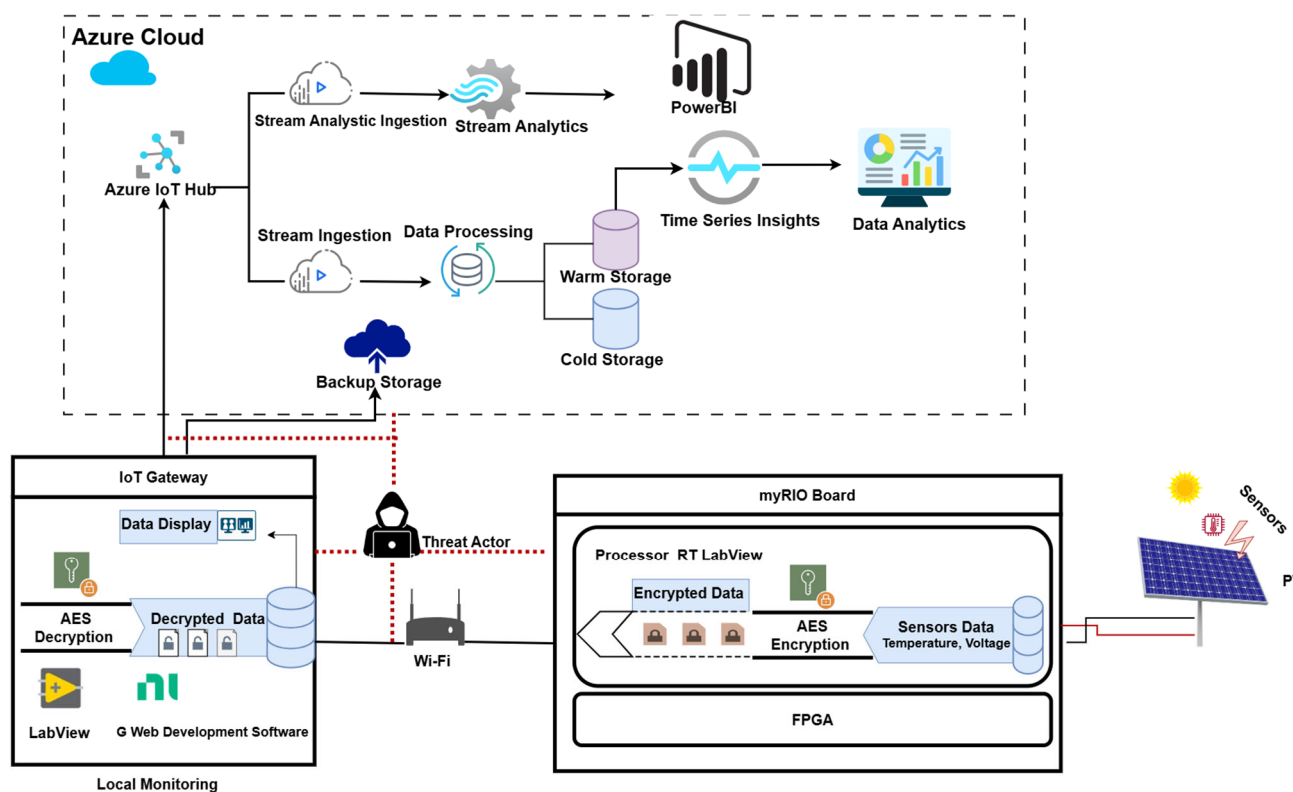 Azure Cloud
PowerBI
Stream Analystic Ingestion
Stream Analytics
Azure IoT Hub
Time Series Insights
Data Analytics
Stream Ingestion
Data Processing
Warm Storage
Cold Storage
Backup Storage
IoT Gateway
Data Display
AES
Decryption
Decrypted Data
LabView
G Web Development Software
Local Monitoring
Threat Actor
Wi-Fi
myRIO Board
Processor RT LabView
Encrypted Data
AES
Encryption
Sensors Data
Temperature, Voltage
FPGA
Sensors